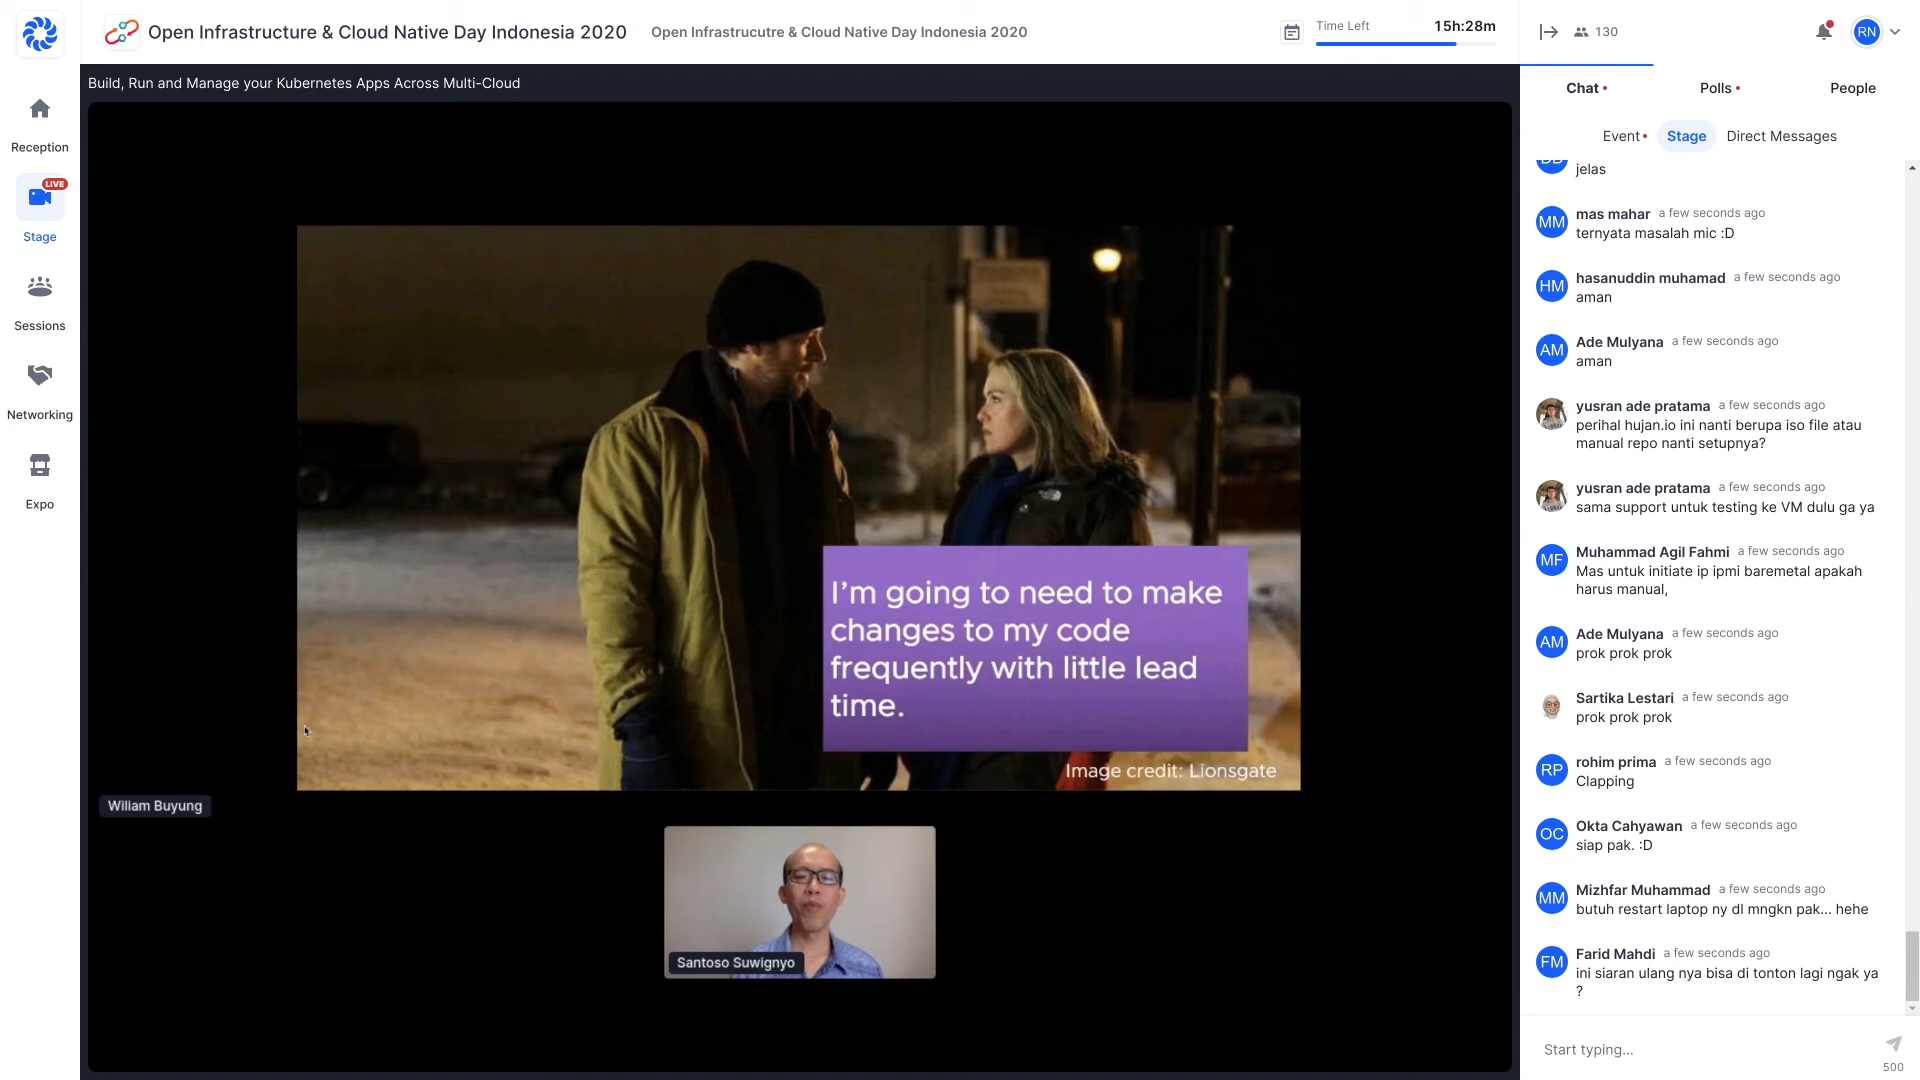 Open Infrastructure & Cloud Native Day Indonesia 2020
Open Infrastrucutre & Cloud Native Day Indonesia 2020
Time Left
15h:28m
130
RN
Reception
LIVE
Stage
Sessions
Networking
Expo
Build, Run and Manage your Kubernetes Apps Across Multi-Cloud
I'm going to need to make
changes to my code
frequently with little lead
time.
Image credit: Lionsgate
Wiliam Buyung
Santoso Suwignyo
Chat
Polls
People
Event
Stage
Direct Messages
jelas
MM
mas mahar a few seconds ago
ternyata masalah mic :D
HM
hasanuddin muhamad a few seconds ago
aman
AM
Ade Mulyana a few seconds ago
aman
yusran ade pratama a few seconds ago
perihal hujan.io ini nanti berupa iso file atau
manual repo nanti setupnya?
yusran ade pratama a few seconds ago
sama support untuk testing ke VM dulu ga ya
MF
Muhammad Agil Fahmi a few seconds ago
Mas untuk initiate ip ipmi baremetal apakah
harus manual,
AM
Ade Mulyana a few seconds ago
prok prok prok
Sartika Lestari a few seconds ago
prok prok prok
RP
rohim prima a few seconds ago
Clapping
OC
Okta Cahyawan a few seconds ago
siap pak. :D
MM
Mizhfar Muhammad a few seconds ago
butuh restart laptop ny dl mngkn pak... hehe
FM
Farid Mahdi a few seconds ago
ini siaran ulang nya bisa di tonton lagi ngak ya
?
Start typing...
500